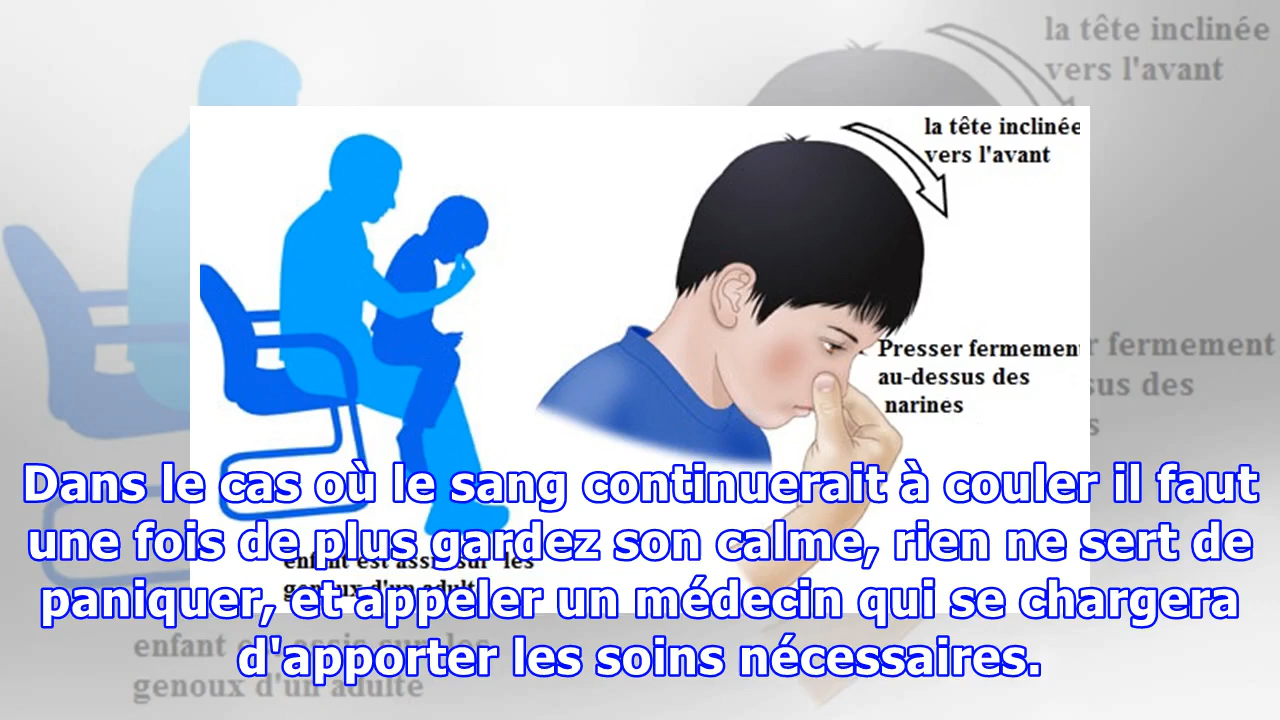 la tête inclinée
vers l'avant
la tête inclinée
vers l'avant
Presser fermement
au-dessus des
narines
fermement
sus des
s
Dans le cas où le sang continuerait à couler il faut
une fois de plus gardez son calme, rien ne sert de
paniquer, et appeler un médecin qui se chargera
d'apporter les soins nécessaires.
enfant est assis sur les
genoux d'un adulte
enfant est assis sur les
genoux d'un adulte